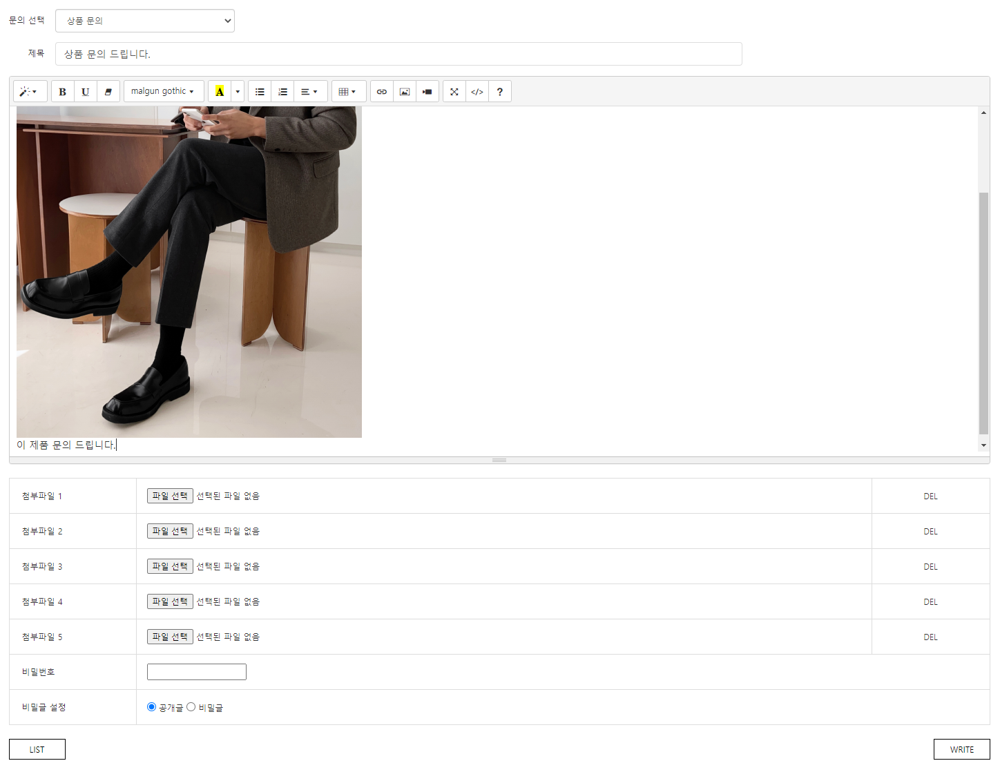 문의 선택 상품 문의
제목 상품 문의 드립니다.
B U malgun gothic A </> ?
이 제품 문의 드립니다.
첨부파일 1 파일 선택 선택된 파일 없음 DEL
첨부파일 2 파일 선택 선택된 파일 없음 DEL
첨부파일 3 파일 선택 선택된 파일 없음 DEL
첨부파일 4 파일 선택 선택된 파일 없음 DEL
첨부파일 5 파일 선택 선택된 파일 없음 DEL
비밀번호
비밀글 설정 공개글 비밀글
LIST WRITE